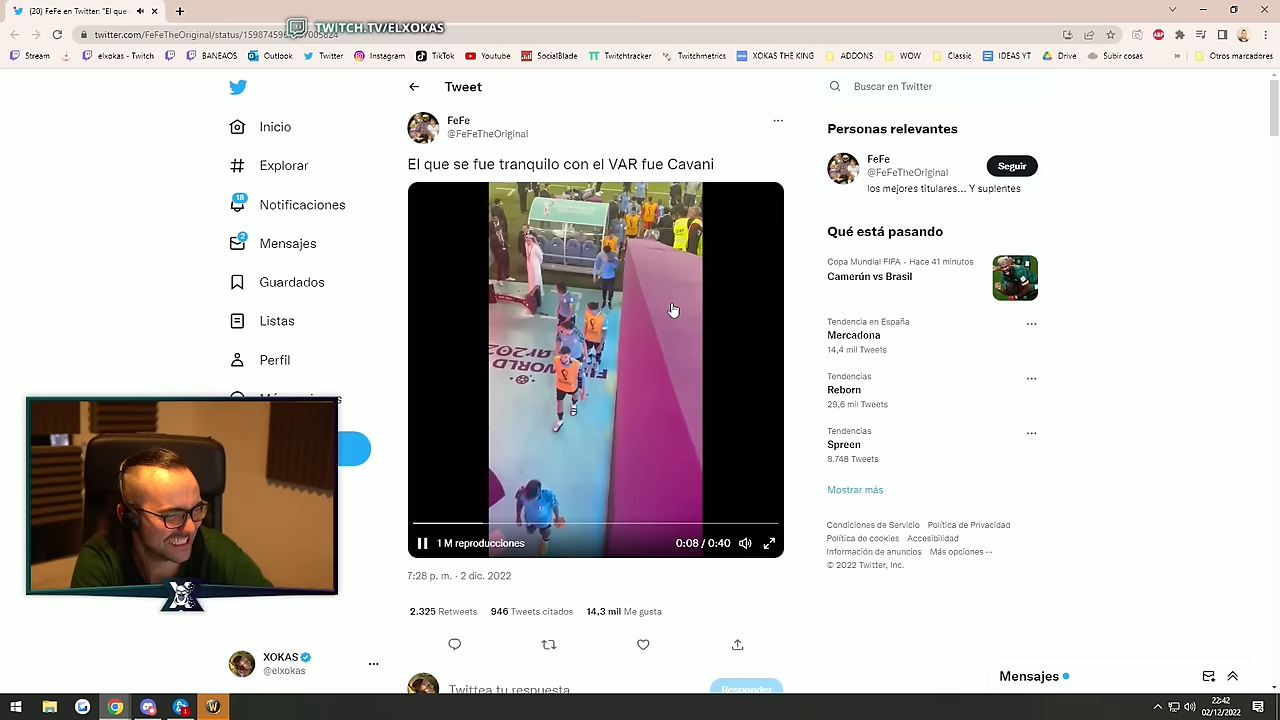 (20) FeFe en Twitter: "El que
TWITCH.TV/ELXOKAS
Stream
elxokas - Twitch
BANEAOS
Outlook
Twitter
Instagram
TikTok
Youtube
SocialBlade
Twitchtracker
Twitchmetrics
XOKAS THE KING
ADDONS
WOW
Classic
IDEAS YT
Drive
Subir cosas
»
Otros marcadores
Tweet
Buscar en Twitter
Inicio
Explorar
18
Notificaciones
2
Mensajes
Guardados
Listas
Perfil
FeFe
@FeFeTheOriginal
El que se fue tranquilo con el VAR fue Cavani
1 M reproducciones
0:08 / 0:40
7:28 p. m. · 2 dic. 2022
2.325 Retweets 946 Tweets citados 14,3 mil Me gusta
Twittea tu respuesta
Responder
XOKAS
@elxokas
Personas relevantes
FeFe
@FeFeTheOriginal
Seguir
los mejores titulares... Y suplentes
Qué está pasando
Copa Mundial FIFA · Hace 41 minutos
Camerún vs Brasil
Tendencia en España
Mercadona
14,4 mil Tweets
Tendencias
Reborn
29,6 mil Tweets
Tendencias
Spreen
8.748 Tweets
Mostrar más
Condiciones de Servicio Política de Privacidad
Política de cookies Accesibilidad
Información de anuncios Más opciones ···
© 2022 Twitter, Inc.
Mensajes
22:42
02/12/2022